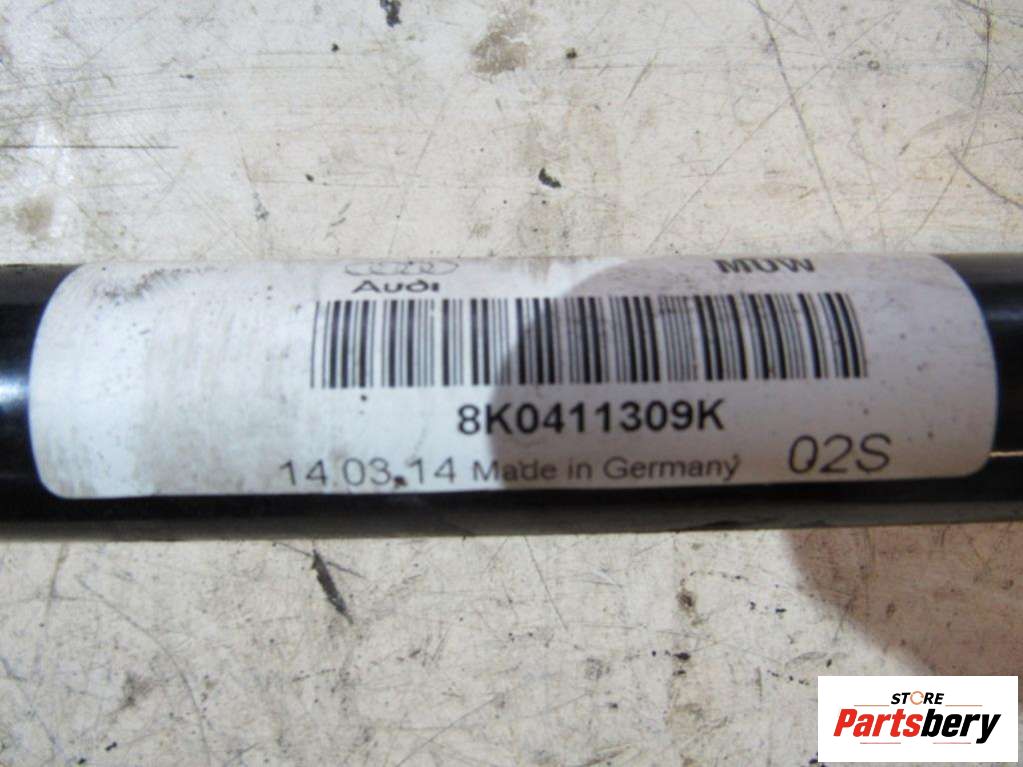 Audi
MUW
8K0411309K
14.03.14 Made in Germany 02S
STORE
Partsbery